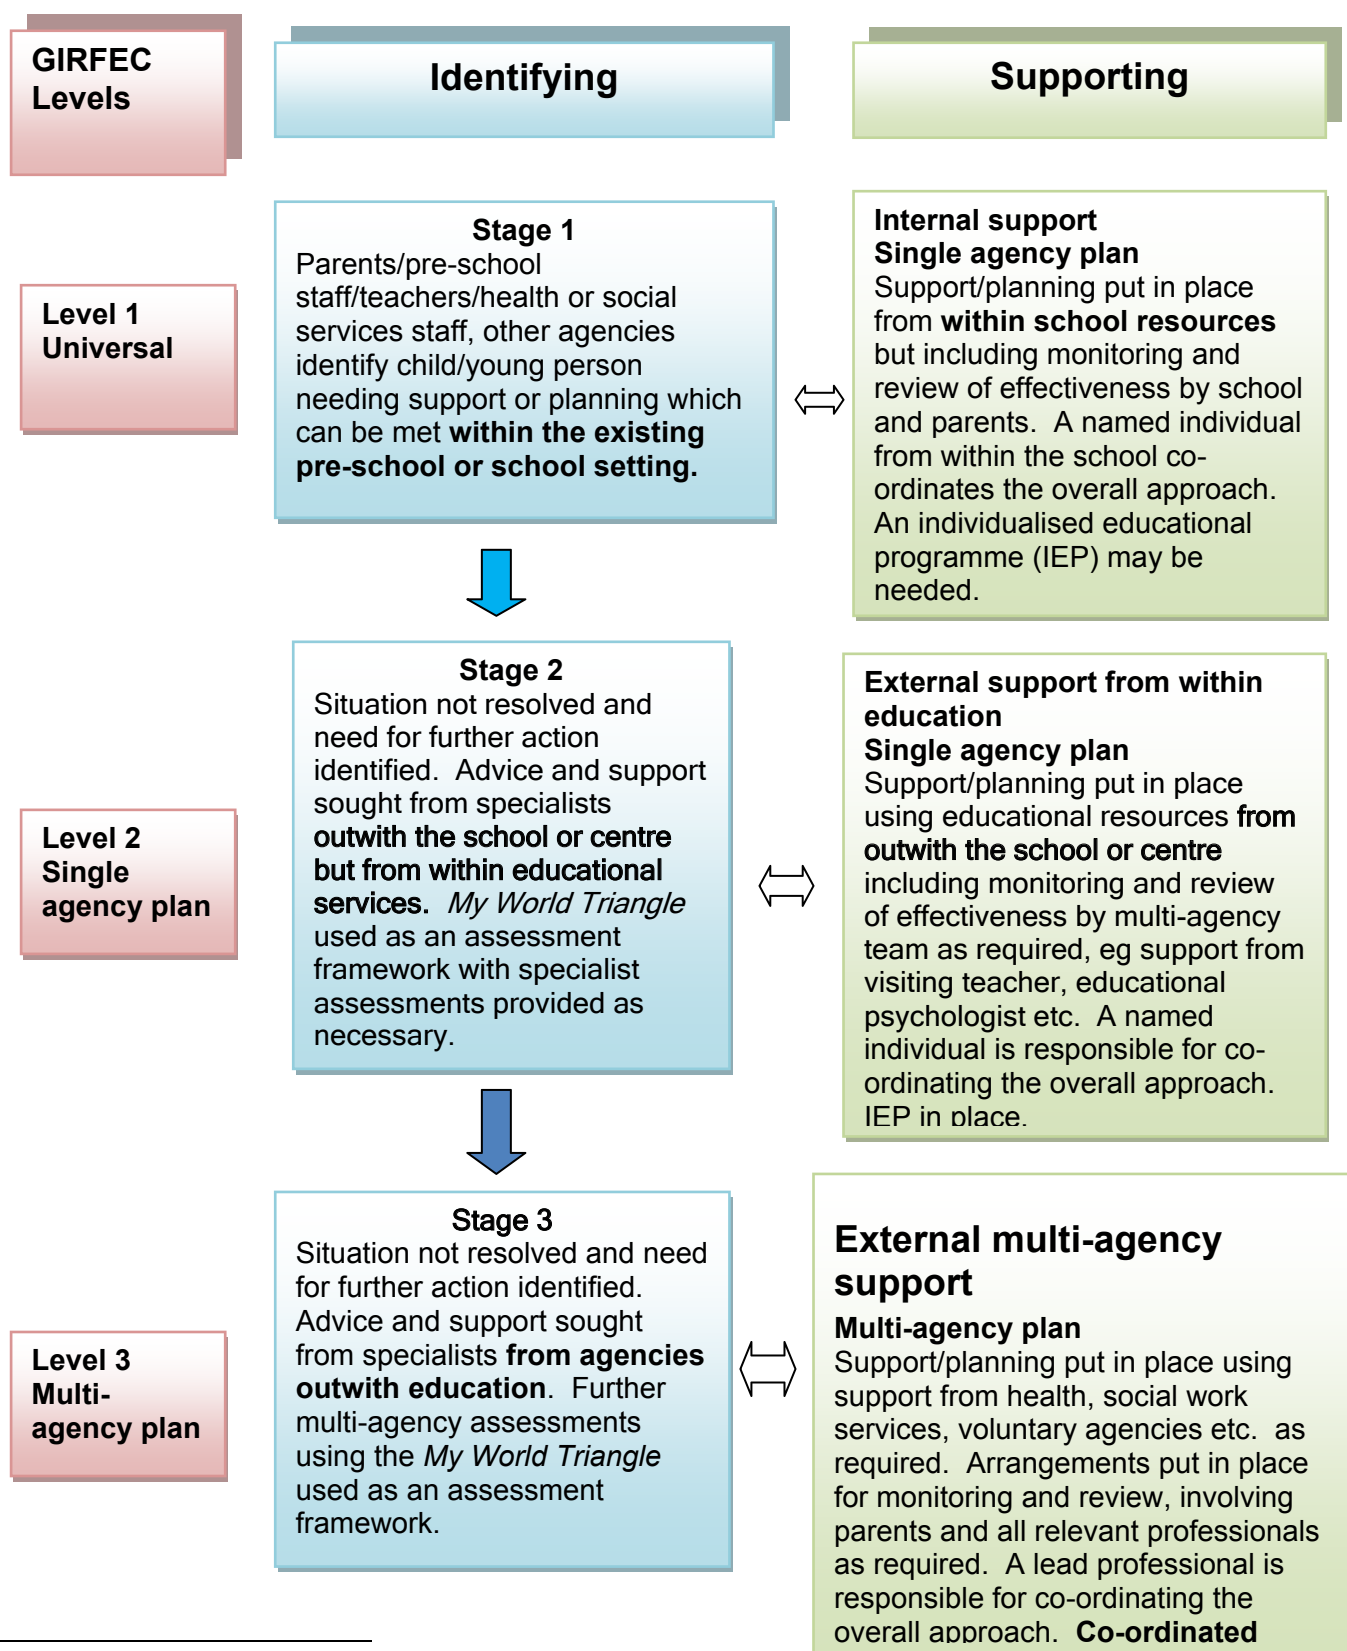 GIRFEC
Levels
Identifying
Supporting
Level 1
Universal
Stage 1
Parents/pre-school
staff/teachers/health or social
services staff, other agencies
identify child/young person
needing support or planning which
can be met within the existing
pre-school or school setting.
Internal support
Single agency plan
Support/planning put in place
from within school resources
but including monitoring and
review of effectiveness by school
and parents.  A named individual
from within the school co-
ordinates the overall approach.
An individualised educational
programme (IEP) may be
needed.
Level 2
Single
agency plan
Stage 2
Situation not resolved and
need for further action
identified.  Advice and support
sought from specialists
outwith the school or centre
but from within educational
services.  My World Triangle
used as an assessment
framework with specialist
assessments provided as
necessary.
External support from within
education
Single agency plan
Support/planning put in place
using educational resources from
outwith the school or centre
including monitoring and review
of effectiveness by multi-agency
team as required, eg support from
visiting teacher, educational
psychologist etc.  A named
individual is responsible for co-
ordinating the overall approach.
IEP in place.
Level 3
Multi-
agency plan
Stage 3
Situation not resolved and need
for further action identified.
Advice and support sought
from specialists from agencies
outwith education.  Further
multi-agency assessments
using the My World Triangle
used as an assessment
framework.
External multi-agency
support
Multi-agency plan
Support/planning put in place using
support from health, social work
services, voluntary agencies etc.  as
required.  Arrangements put in place
for monitoring and review, involving
parents and all relevant professionals
as required.  A lead professional is
responsible for co-ordinating the
overall approach.  Co-ordinated